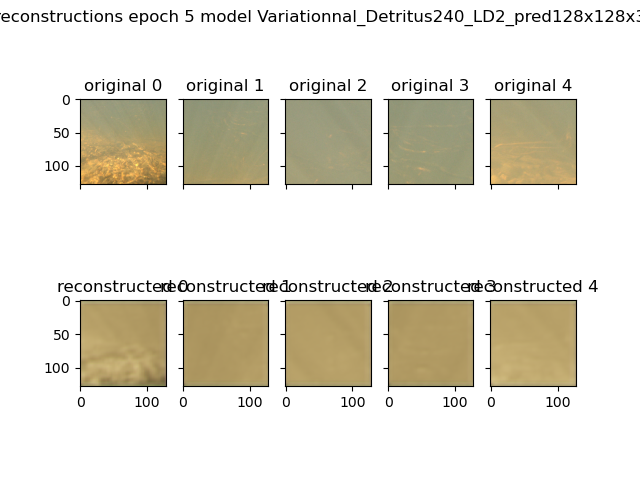 reconstructions epoch 5 model Variationnal_Detritus240_LD2_pred128x128x3
original 0 original 1 original 2 original 3 original 4
0
50
100
reconstructed 0 reconstructed 1 reconstructed 2 reconstructed 3 reconstructed 4
0
50
100
0 100 0 100 0 100 0 100 0 100